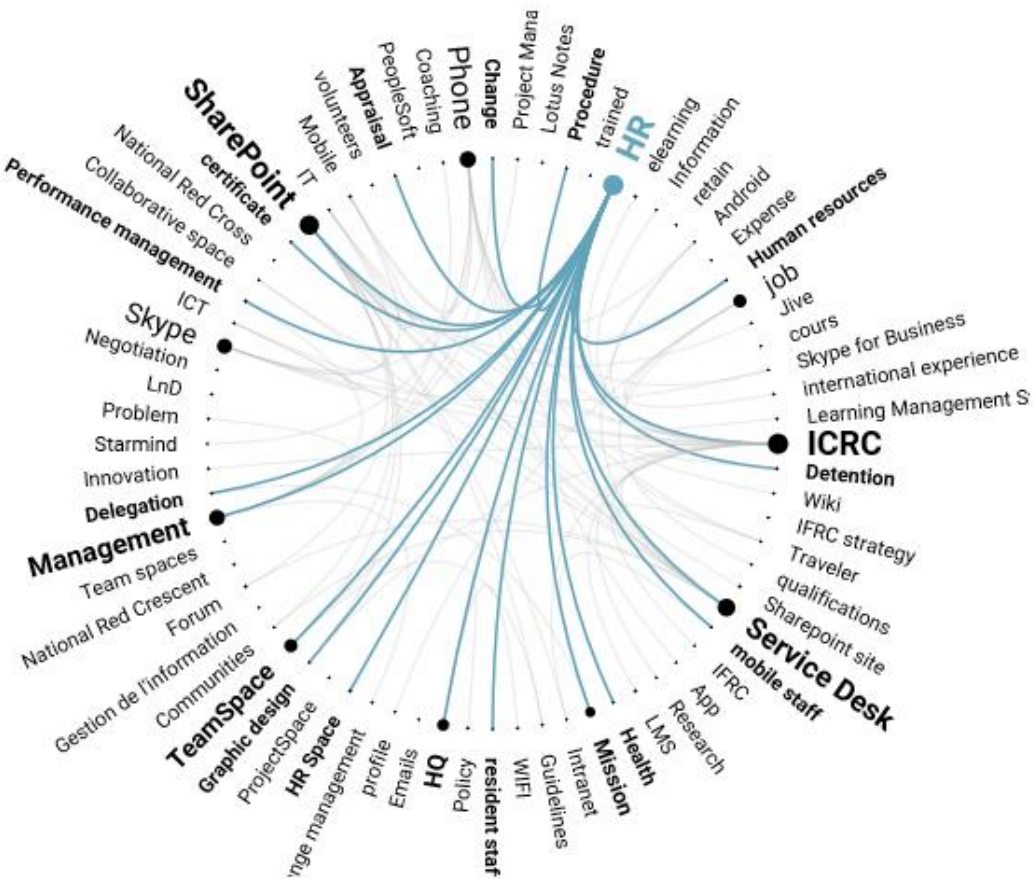 Project Mana
Lotus Notes
Procedure
trained
HR
elearning
Information
retain
Android
Expense
Human resources
job
Jive
cours
Skype for Business
international experience
Learning Management S
ICRC
Detention
Wiki
IFRC strategy
Traveler
qualifications
Sharepoint site
Service Desk
mobile staff
IFRC
App
Research
LMS
Health
Mission
Intranet
Guidelines
WIFI
resident staf
Policy
HQ
Emails
profile
nge management
HR Space
ProjectSpace
Graphic design
TeamSpace
Communities
Gestion de l'information
Forum
National Red Crescent
Team spaces
Management
Delegation
Innovation
Starmind
Problem
LnD
Negotiation
Skype
ICT
Performance management
Collaborative space
National Red Cross
certificate
SharePoint
IT
Mobile
volunteers
Appraisal
PeopleSoft
Coaching
Phone
Change